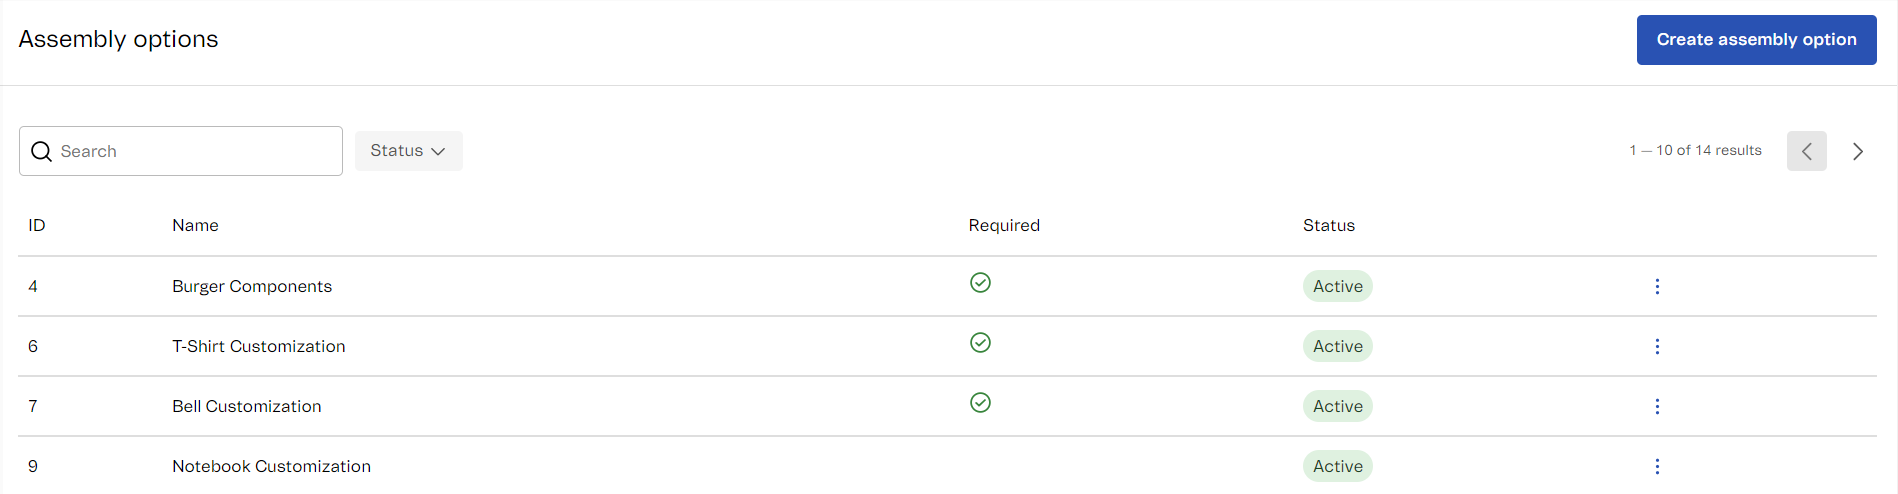 Assembly options
Create assembly option
Search
Status
1 — 10 of 14 results
ID Name Required Status
4 Burger Components Active
6 T-Shirt Customization Active
7 Bell Customization Active
9 Notebook Customization Active